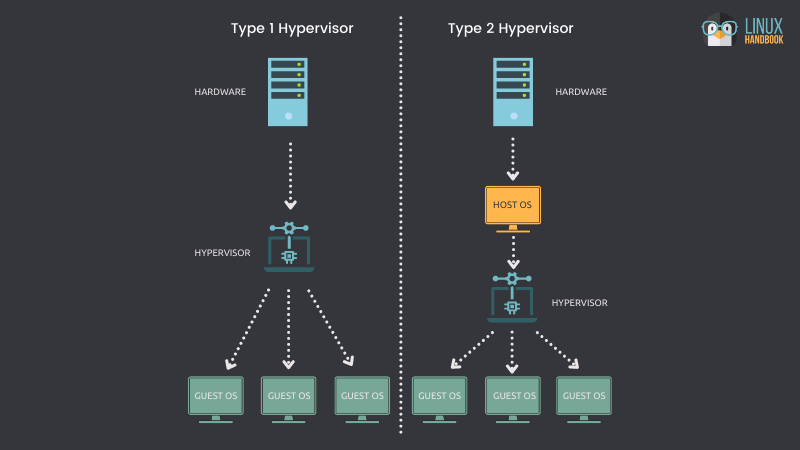 Type 1 Hypervisor
HARDWARE
HYPERVISOR
GUEST OS
GUEST OS
GUEST OS
Type 2 Hypervisor
HARDWARE
HOST OS
HYPERVISOR
GUEST OS
GUEST OS
GUEST OS
LINUX
HANDBOOK